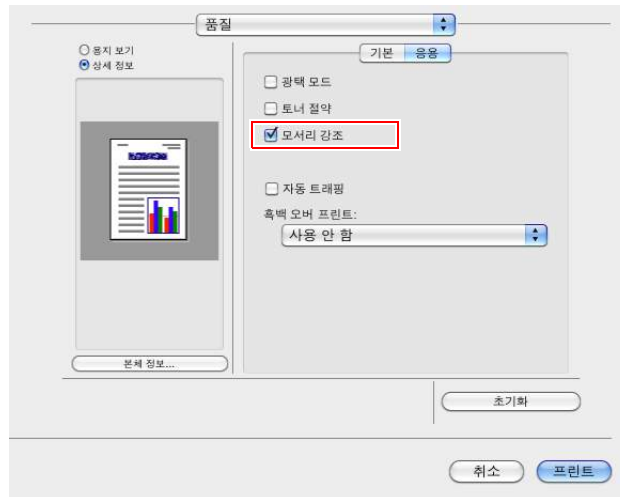 품질
용지 보기
상세 정보
기본 응용
광택 모드
토너 절약
모서리 강조
자동 트래핑
흑백 오버 프린트:
사용 안 함
본체 정보...
초기화
취소 프린트